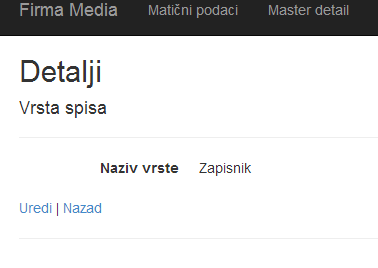 Firma Media Matični podaci Master detail
Detalji
Vrsta spisa
Naziv vrste Zapisnik
Uredi | Nazad